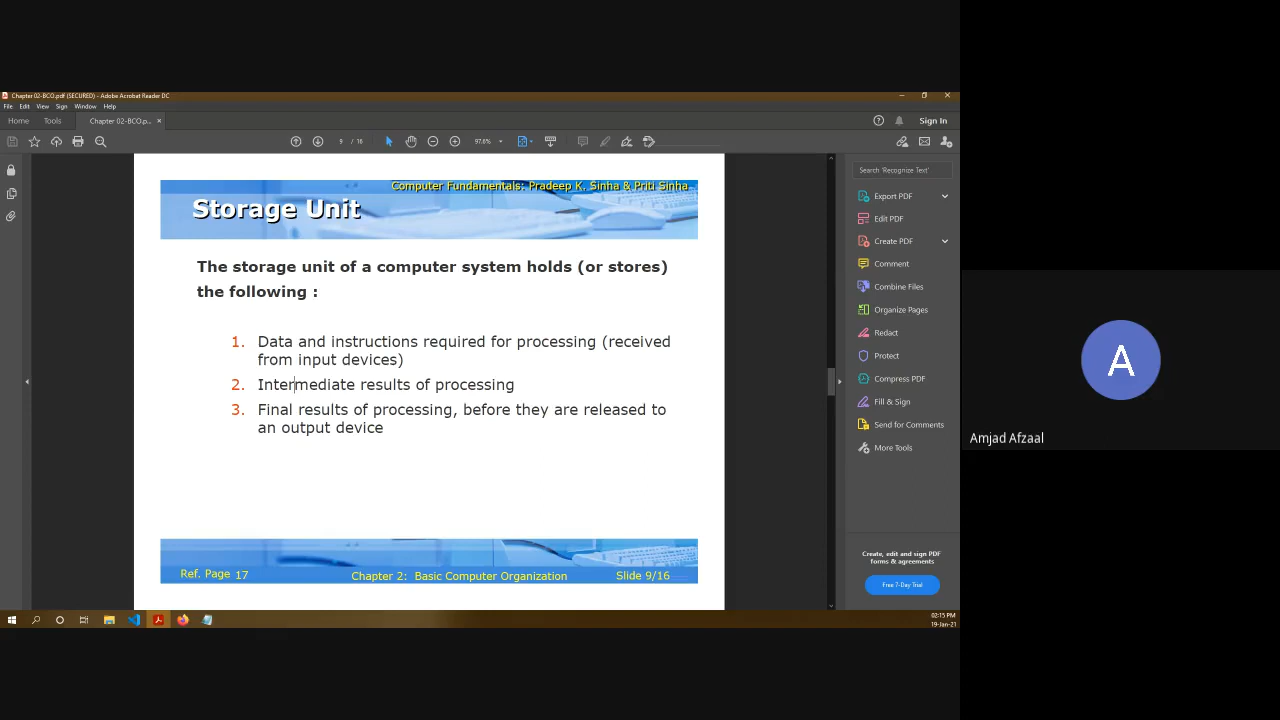 Chapter 02-BCO.pdf (SECURED) - Adobe Acrobat Reader DC
File Edit View Sign Window Help
Home Tools Chapter 02-BCO.p... × Sign In
9 / 16 97.6%
Computer Fundamentals: Pradeep K. Sinha & Priti Sinha
Storage Unit
The storage unit of a computer system holds (or stores)
the following :
1. Data and instructions required for processing (received
from input devices)
2. Intermediate results of processing
3. Final results of processing, before they are released to
an output device
Ref. Page 17 Chapter 2: Basic Computer Organization Slide 9/16
Search 'Recognize Text'
Export PDF
Edit PDF
Create PDF
Comment
Combine Files
Organize Pages
Redact
Protect
Compress PDF
Fill & Sign
Send for Comments
More Tools
Create, edit and sign PDF
forms & agreements
Free 7-Day Trial
02:15 PM
19-Jan-21
A
Amjad Afzaal